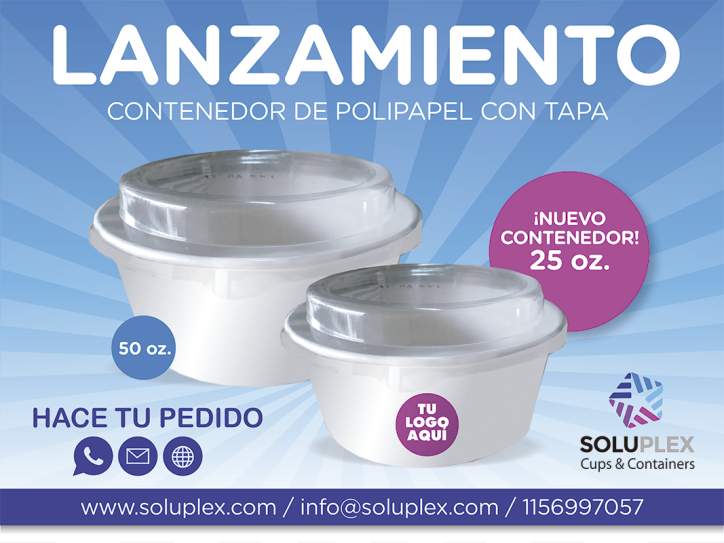 LANZAMIENTO
CONTENEDOR DE POLIPAPEL CON TAPA
¡NUEVO
CONTENEDOR!
25 oz.
50 oz.
TU
LOGO
AQUÍ
HACE TU PEDIDO
SOLUPLEX
Cups & Containers
www.soluplex.com / info@soluplex.com / 1156997057